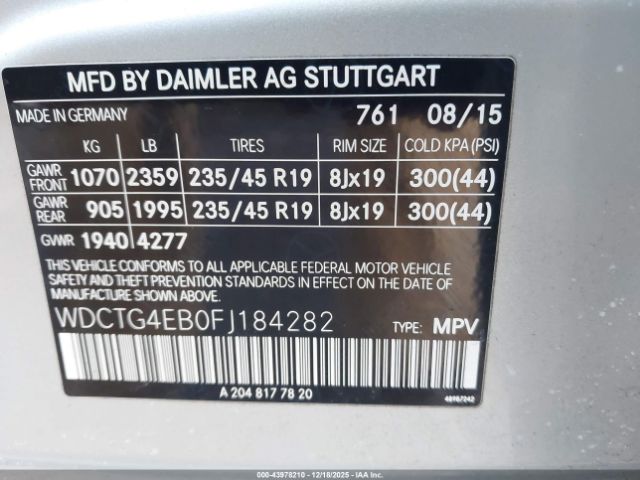 MFD BY DAIMLER AG STUTTGART
MADE IN GERMANY 761 08/15
KG LB TIRES RIM SIZE COLD KPA (PSI)
GAWR FRONT 1070 2359 235/45 R19 8Jx19 300(44)
GAWR REAR 905 1995 235/45 R19 8Jx19 300(44)
GVWR 1940 4277
THIS VEHICLE CONFORMS TO ALL APPLICABLE FEDERAL MOTOR VEHICLE
SAFETY AND THEFT PREVENTION STANDARDS IN EFFECT ON THE DATE
OF MANUFACTURE SHOWN ABOVE.
WDCTG4EB0FJ184282 TYPE: MPV
A 204 817 78 20
48987242
000-43978210 - 12/18/2025 - IAAI.COM